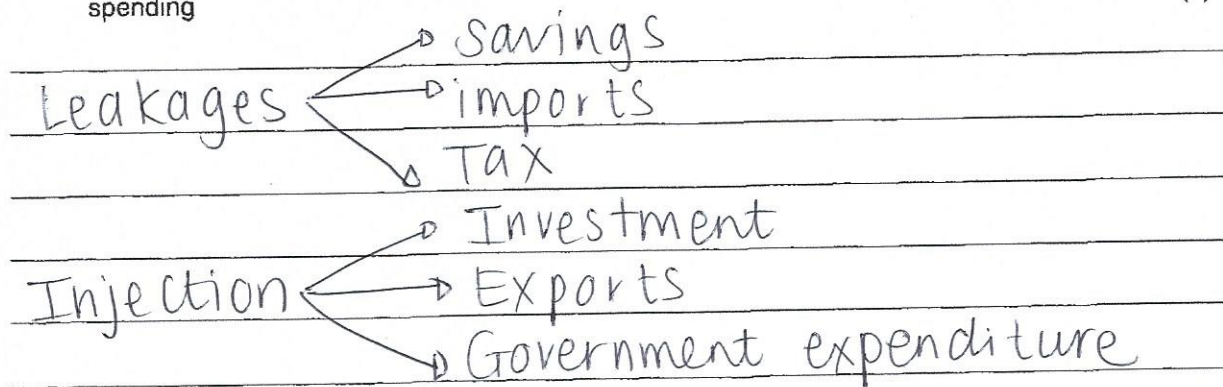 spending
savings
Leakages imports
Tax
Investment
Injection Exports
Government expenditure